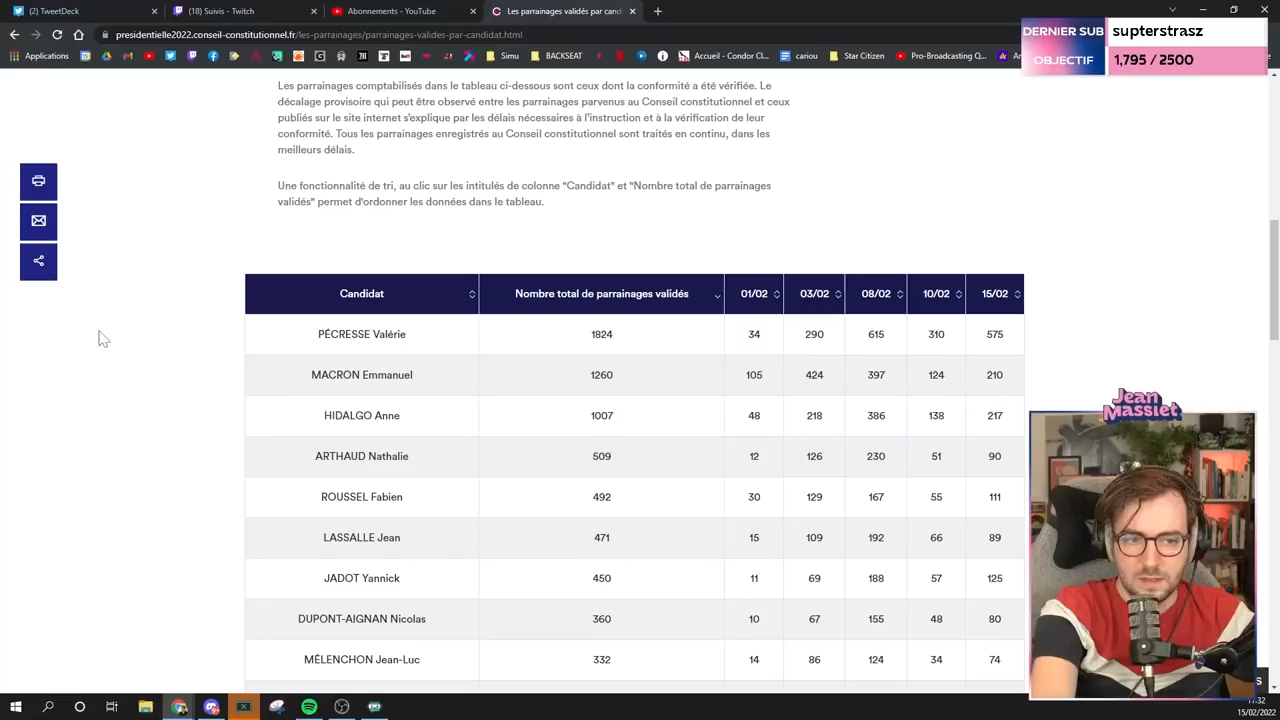 (2) TweetDeck
(18) Suivis - Twitch
Abonnements - YouTube
Les parrainages validés par candi
presidentielle2022.conseil-constitutionnel.fr/les-parrainages/parrainages-valides-par-candidat.html
Applications
Simu
BACKSEAT
Accueil - Condor Cl...
cariou
Star Citizen
Pro-Broadcasting Q...
DERNIER SUB
supterstrasz
OBJECTIF
1,795 / 2500
Les parrainages comptabilisés dans le tableau ci-dessous sont ceux dont la conformité a été vérifiée. Le
décalage provisoire qui peut être observé entre les parrainages parvenus au Conseil constitutionnel et ceux
publiés sur le site internet s'explique par les délais nécessaires à l'instruction et à la vérification de leur
conformité. Tous les parrainages enregistrés au Conseil constitutionnel sont traités en continu, dans les
meilleurs délais.
Une fonctionnalité de tri, au clic sur les intitulés de colonne "Candidat" et "Nombre total de parrainages
validés" permet d'ordonner les données dans le tableau.
Candidat Nombre total de parrainages validés 01/02 03/02 08/02 10/02 15/02
PÉCRESSE Valérie 1824 34 290 615 310 575
MACRON Emmanuel 1260 105 424 397 124 210
HIDALGO Anne 1007 48 218 386 138 217
ARTHAUD Nathalie 509 12 126 230 51 90
ROUSSEL Fabien 492 30 129 167 55 111
LASSALLE Jean 471 15 109 192 66 89
JADOT Yannick 450 11 69 188 57 125
DUPONT-AIGNAN Nicolas 360 10 67 155 48 80
MÉLENCHON Jean-Luc 332 14 86 124 34 74
Jean
Massiet
17:32
15/02/2022